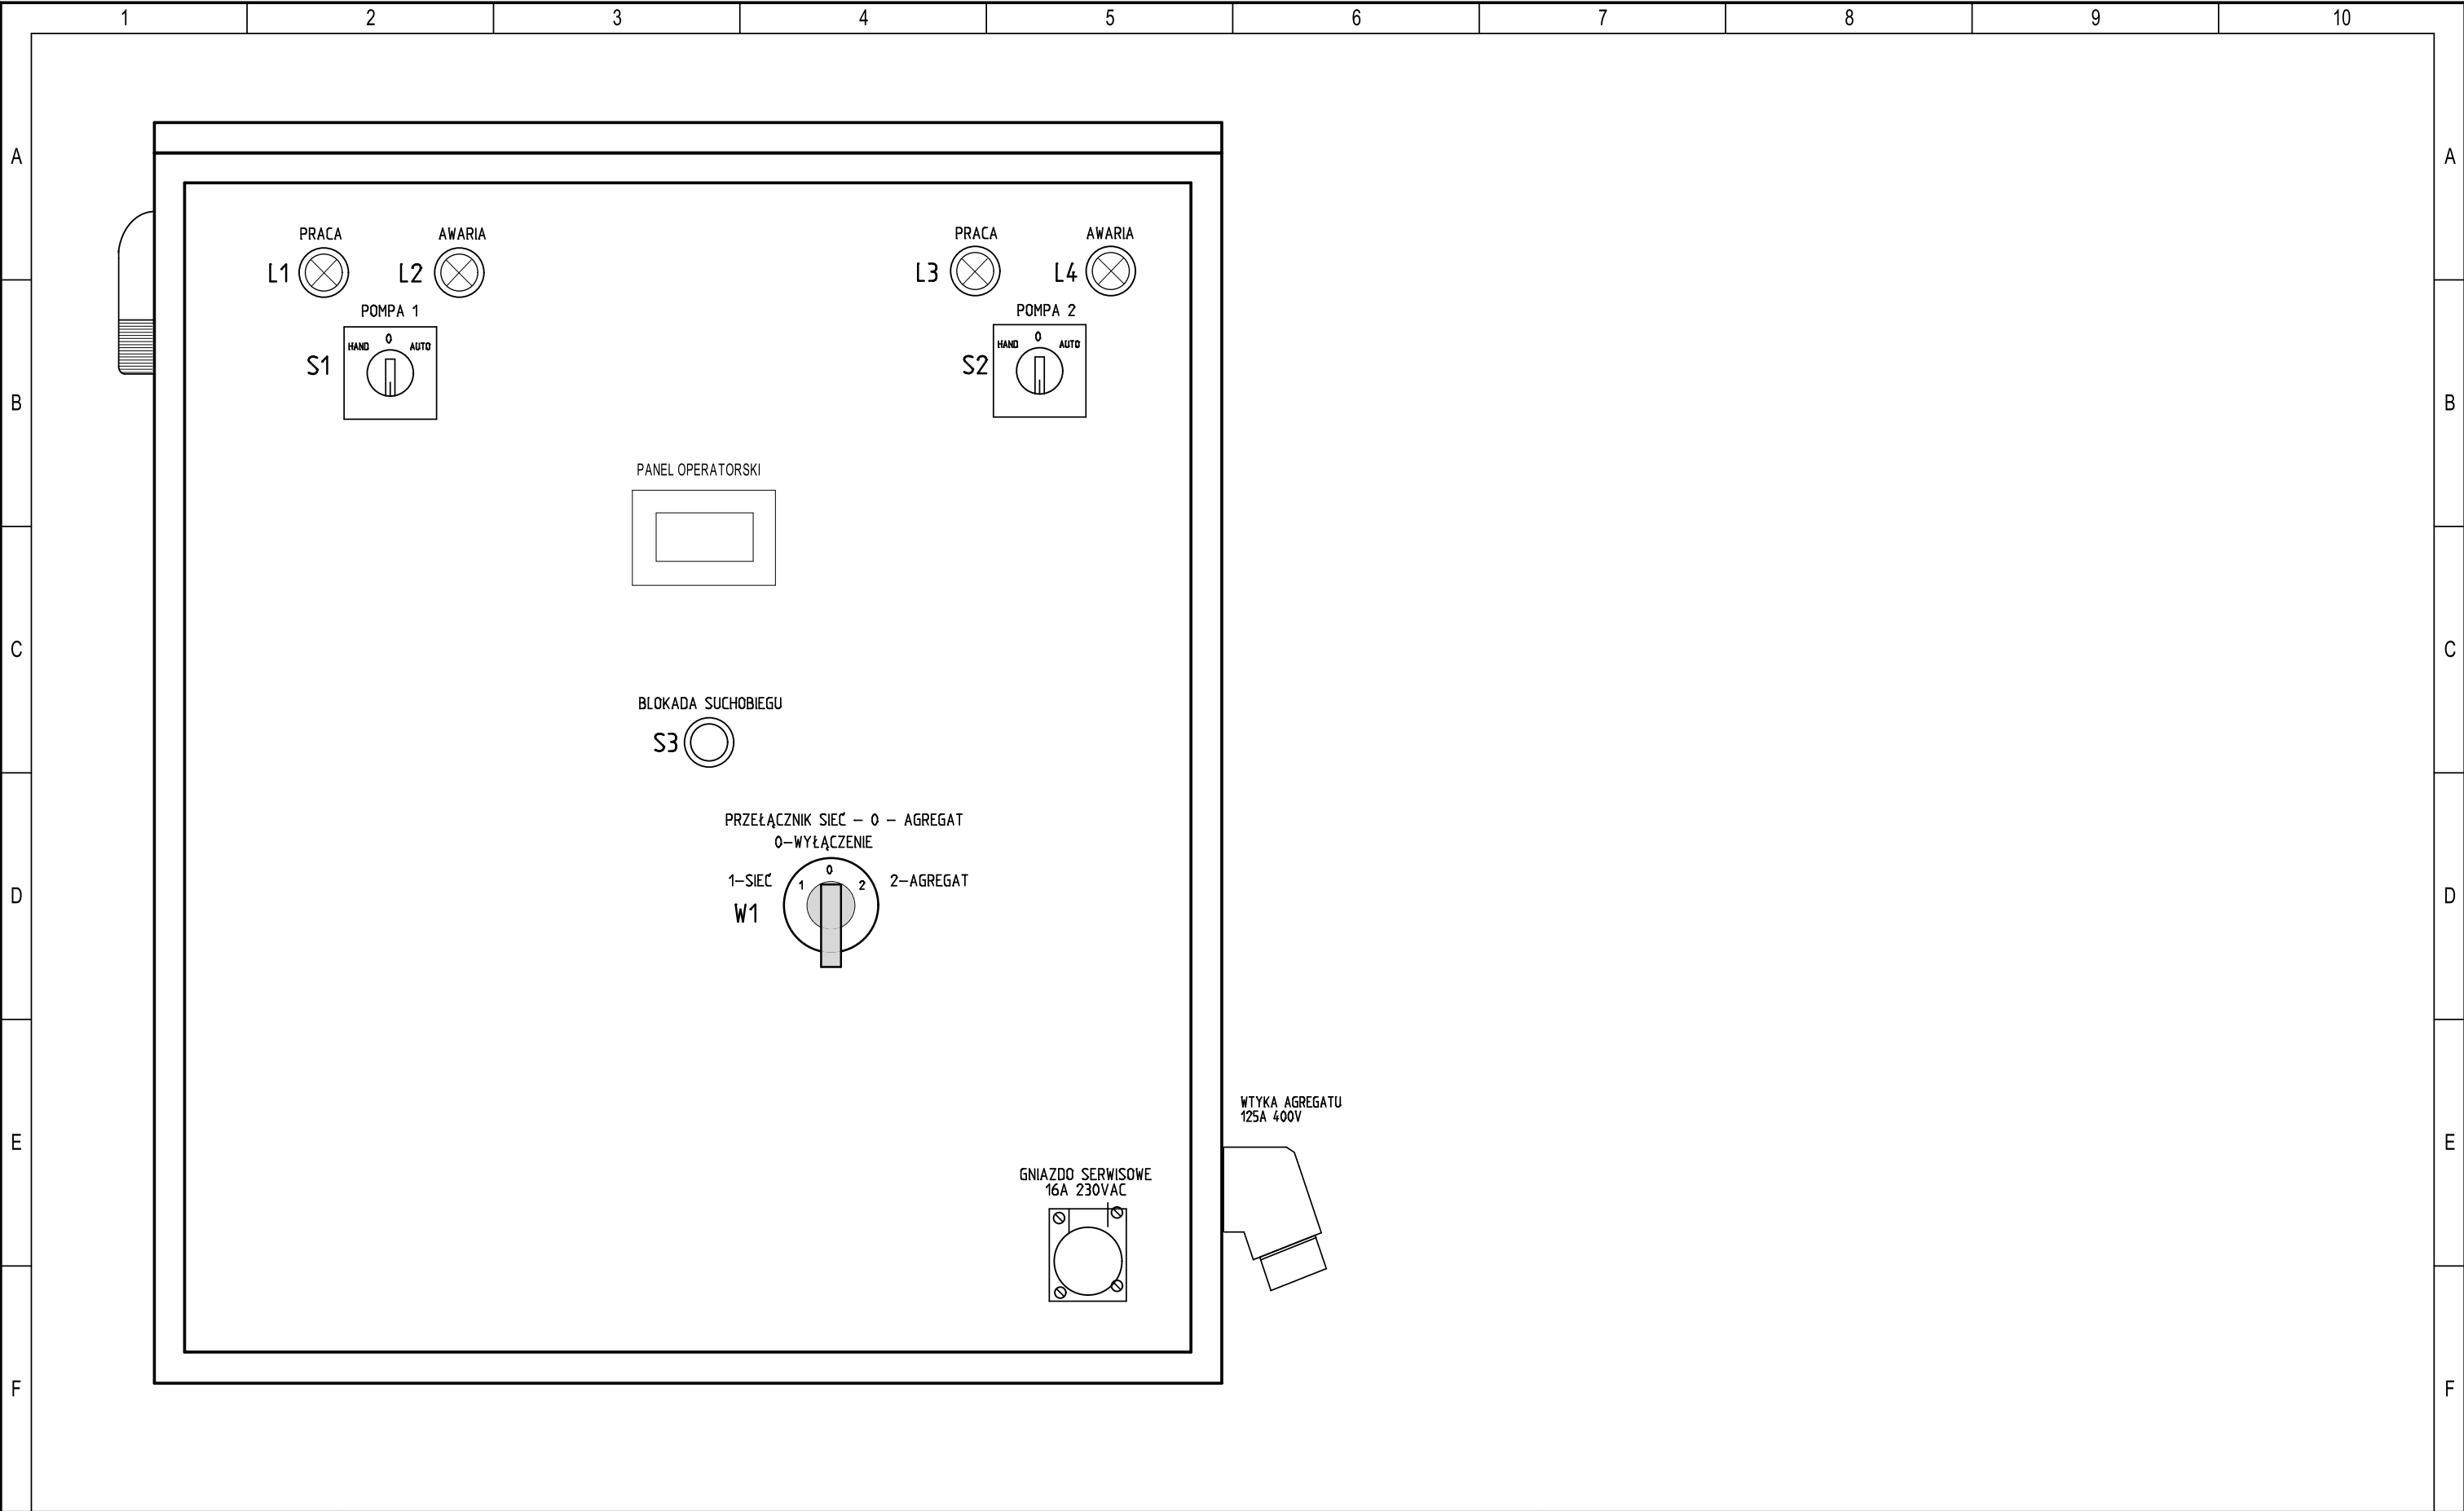 1 2 3 4 5 6 7 8 9 10
A A
PRACA AWARIA PRACA AWARIA
L1 L2 L3 L4
POMPA 1 POMPA 2
HAND 0 AUTO HAND 0 AUTO
S1 S2
B B
PANEL OPERATORSKI
C C
BLOKADA SUCHOBIEGU
S3
PRZEŁĄCZNIK SIEĆ - 0 - AGREGAT
0-WYŁĄCZENIE
1-SIEĆ 1 0 2 2-AGREGAT
D D
W1
WTYKA AGREGATU
125A 400V
E E
GNIAZDO SERWISOWE
16A 230VAC
F F